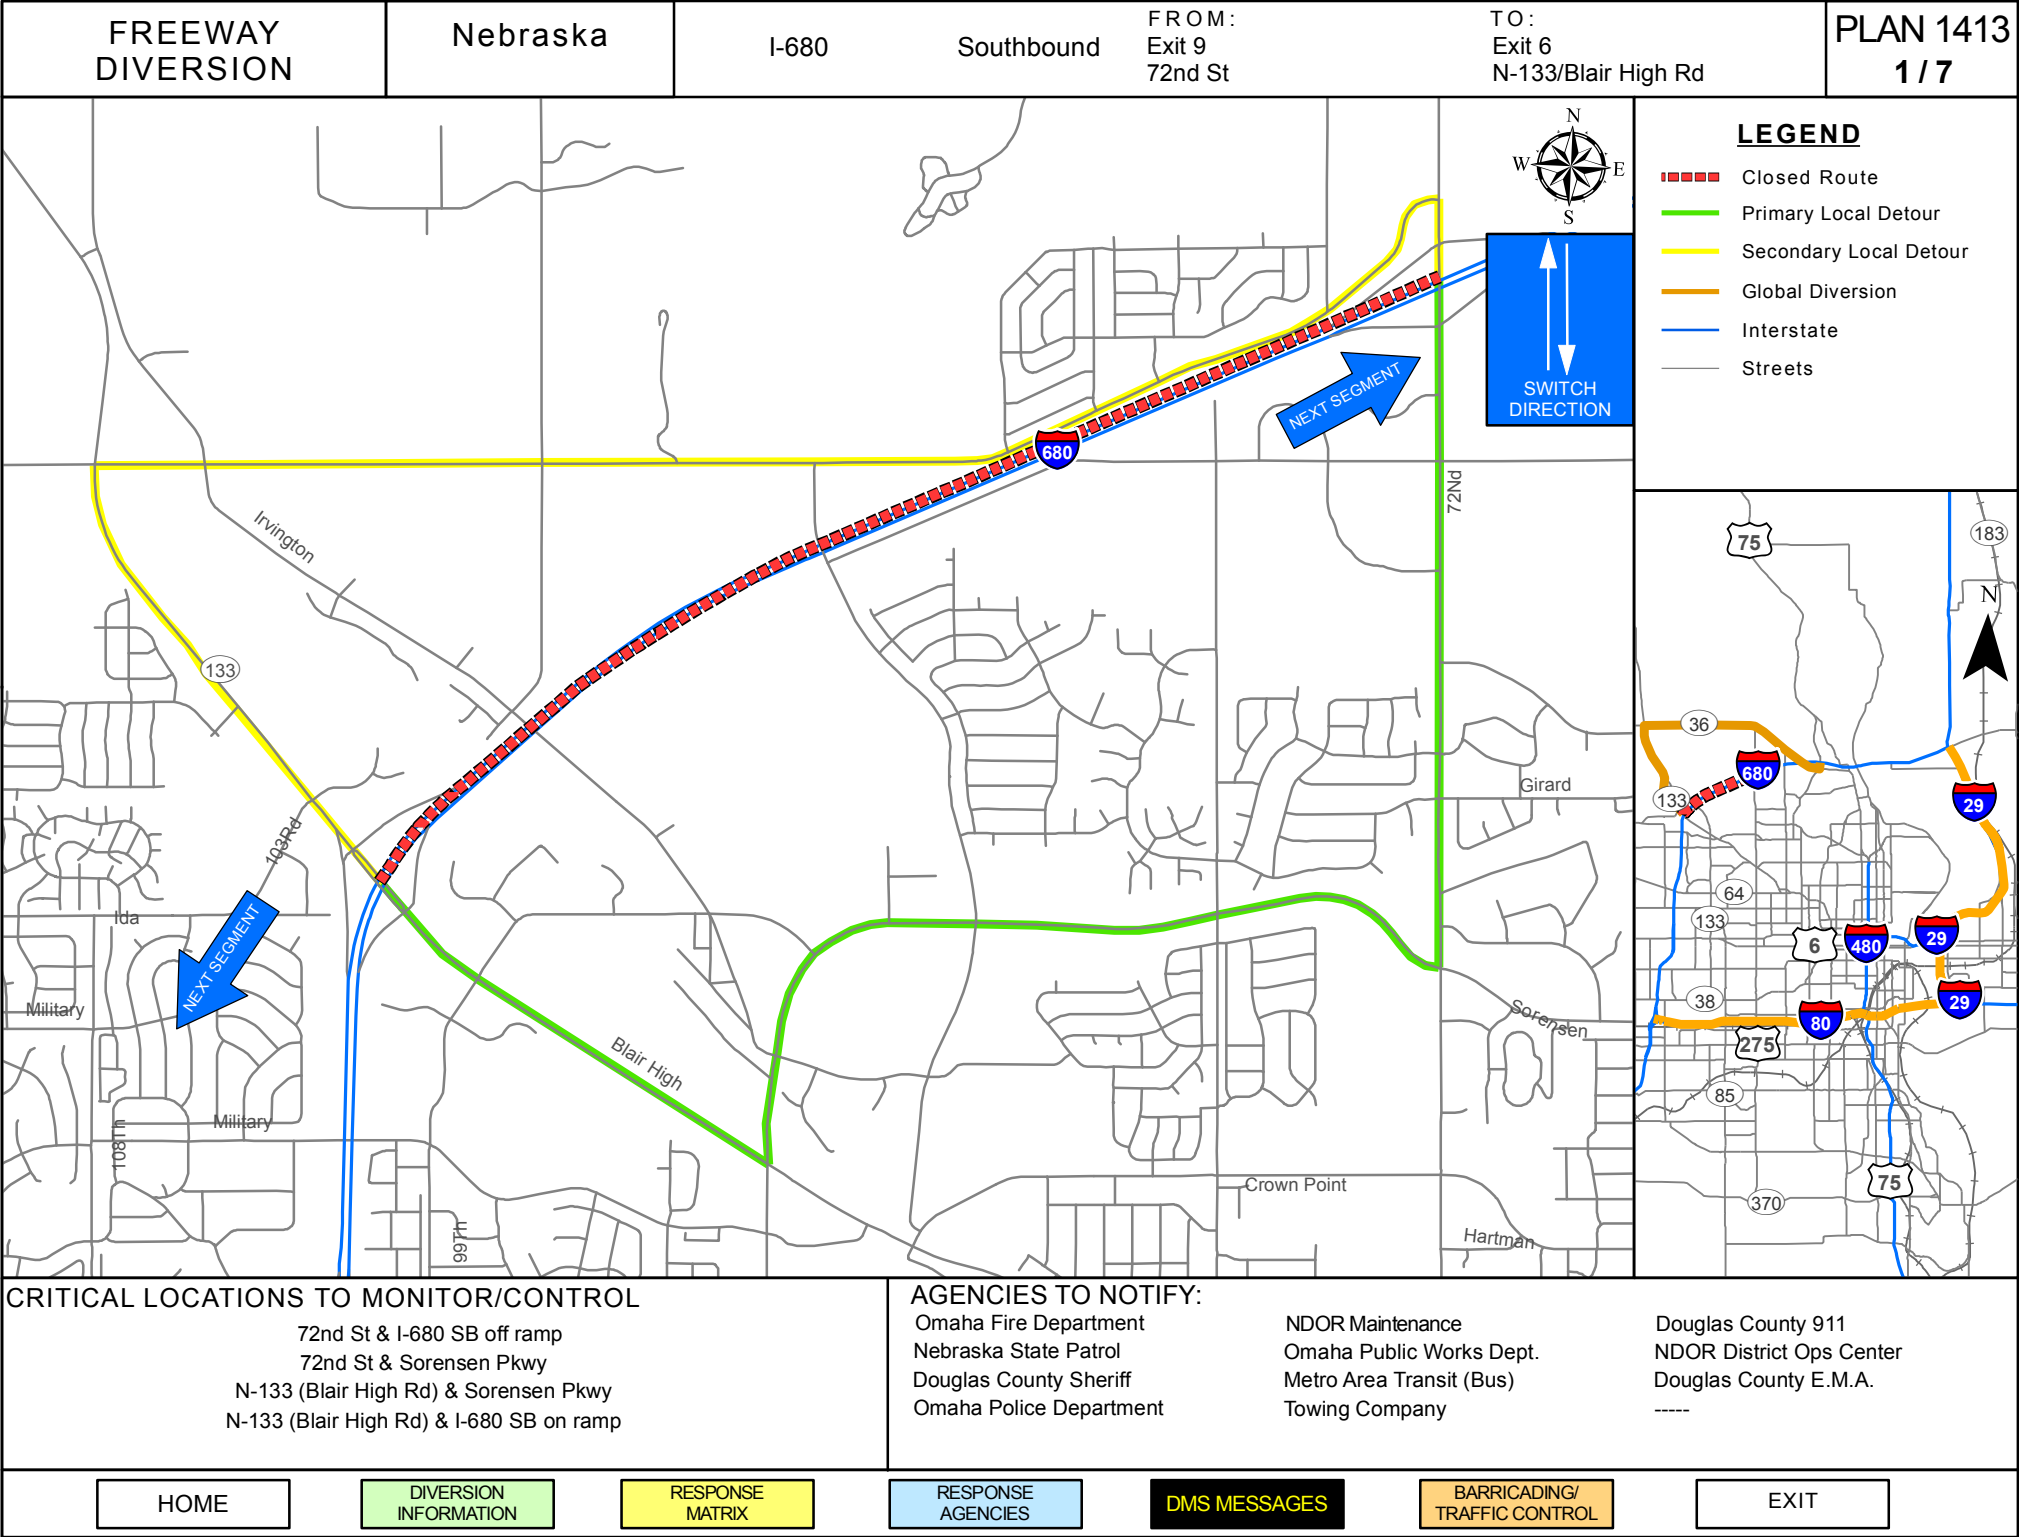 FREEWAY
DIVERSION
Nebraska
I-680
Southbound
FROM:
Exit 9
72nd St
TO:
Exit 6
N-133/Blair High Rd
PLAN 1413
1 / 7
N
W
E
S
SWITCH
DIRECTION
NEXT SEGMENT
680
72Nd
Irvington
133
Girard
103Rd
Ida
NEXT SEGMENT
Military
Sorensen
Blair High
Military
108Th
Crown Point
99Th
Hartman
LEGEND
Closed Route
Primary Local Detour
Secondary Local Detour
Global Diversion
Interstate
Streets
75
183
N
36
680
133
29
64
133
6
480
29
38
29
80
275
85
75
370
CRITICAL LOCATIONS TO MONITOR/CONTROL
72nd St & I-680 SB off ramp
72nd St & Sorensen Pkwy
N-133 (Blair High Rd) & Sorensen Pkwy
N-133 (Blair High Rd) & I-680 SB on ramp
AGENCIES TO NOTIFY:
Omaha Fire Department
Nebraska State Patrol
Douglas County Sheriff
Omaha Police Department
NDOR Maintenance
Omaha Public Works Dept.
Metro Area Transit (Bus)
Towing Company
Douglas County 911
NDOR District Ops Center
Douglas County E.M.A.
-----
HOME
DIVERSION
INFORMATION
RESPONSE
MATRIX
RESPONSE
AGENCIES
DMS MESSAGES
BARRICADING/
TRAFFIC CONTROL
EXIT